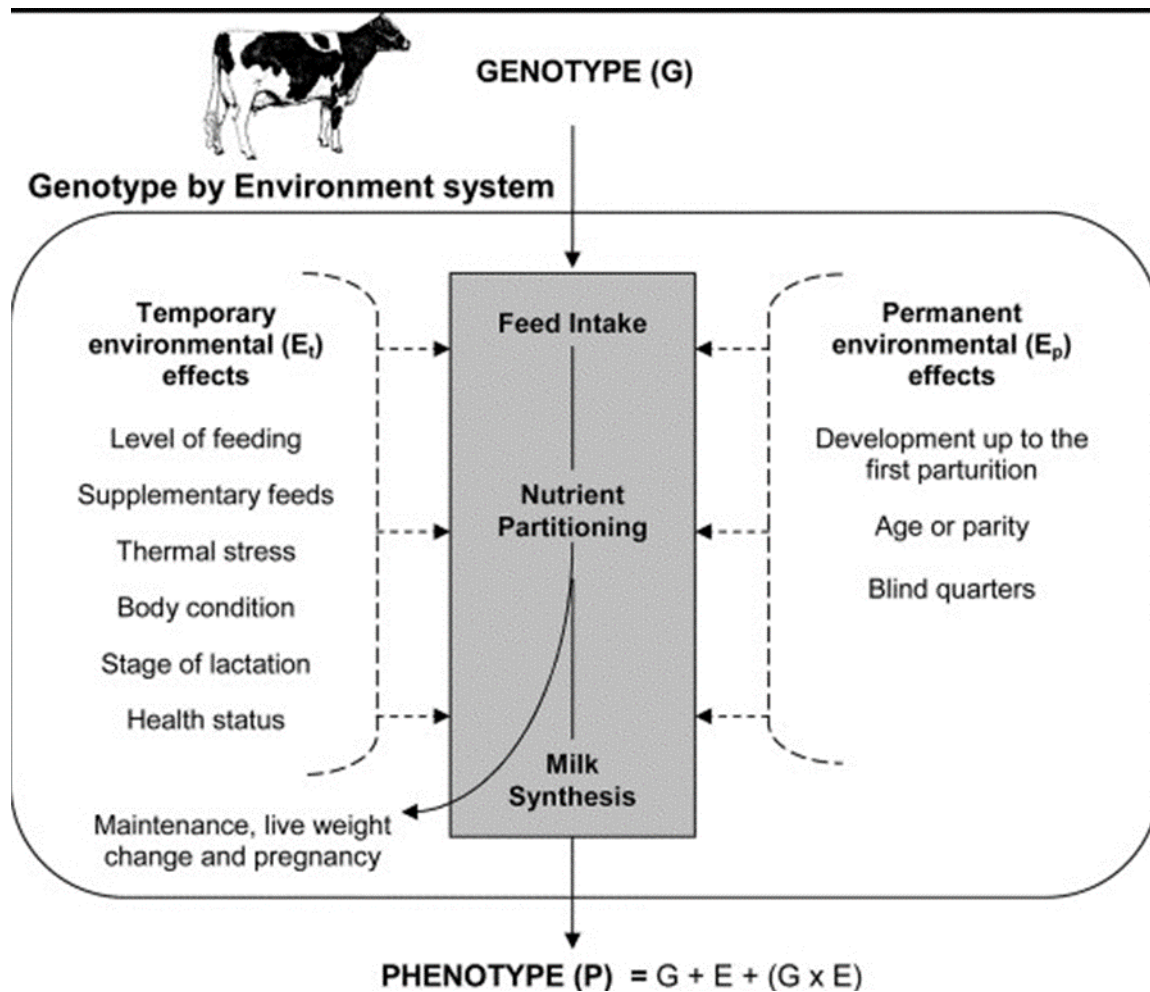 GENOTYPE (G)
Genotype by Environment system
Temporary
environmental (Eₜ)
effects
Level of feeding
Supplementary feeds
Thermal stress
Body condition
Stage of lactation
Health status
Feed Intake
Nutrient
Partitioning
Milk
Synthesis
Permanent
environmental (Eₚ)
effects
Development up to the
first parturition
Age or parity
Blind quarters
Maintenance, live weight
change and pregnancy
PHENOTYPE (P) = G + E + (G x E)